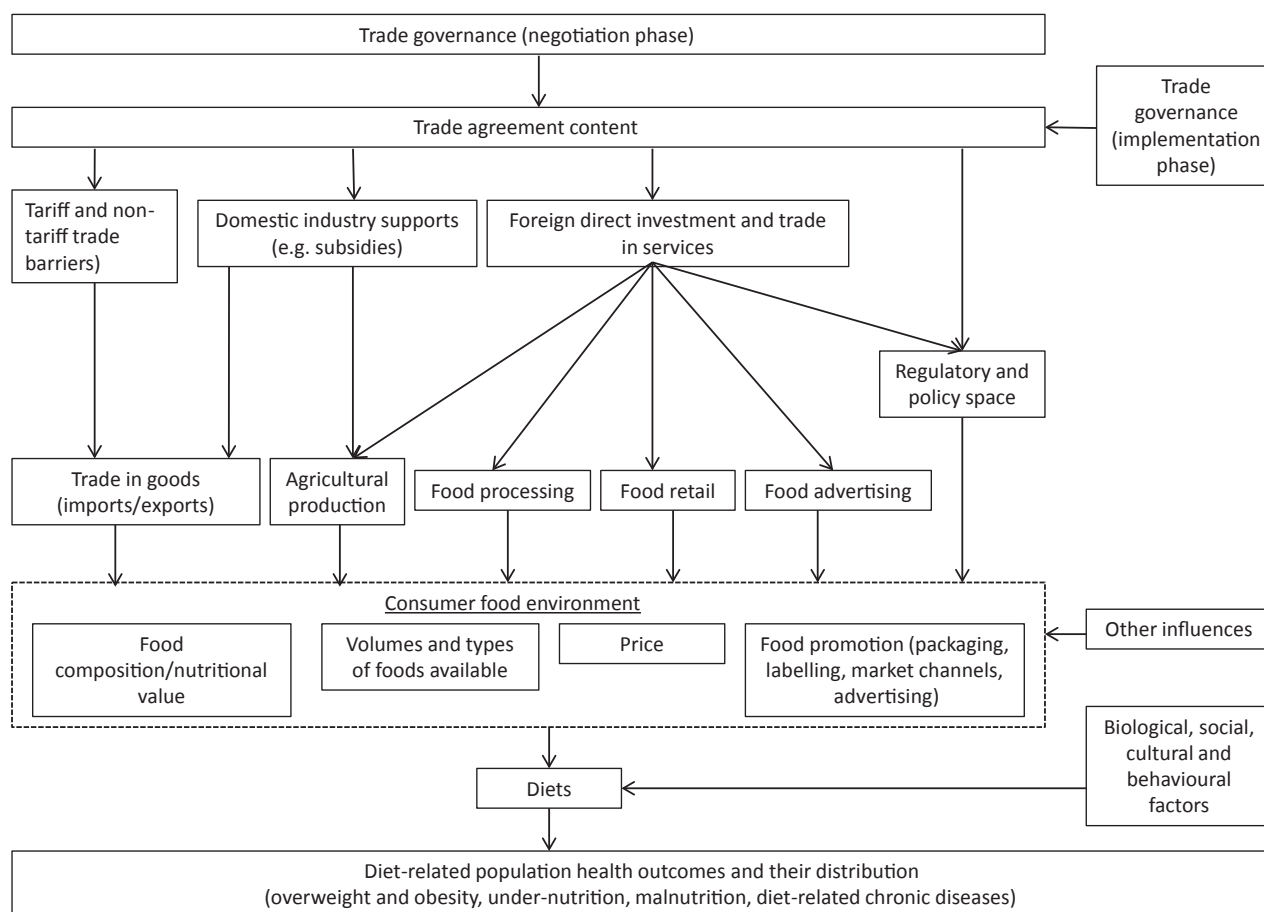 Trade governance (negotiation phase)
Trade agreement content
Trade
governance
(implementation
phase)
Tariff and non-
tariff trade
barriers)
Domestic industry supports
(e.g. subsidies)
Foreign direct investment and trade
in services
Regulatory and
policy space
Trade in goods
(imports/exports)
Agricultural
production
Food processing
Food retail
Food advertising
Consumer food environment
Food
composition/nutritional
value
Volumes and types
of foods available
Price
Food promotion (packaging,
labelling, market channels,
advertising)
Other influences
Biological, social,
cultural and
behavioural
factors
Diets
Diet-related population health outcomes and their distribution
(overweight and obesity, under-nutrition, malnutrition, diet-related chronic diseases)